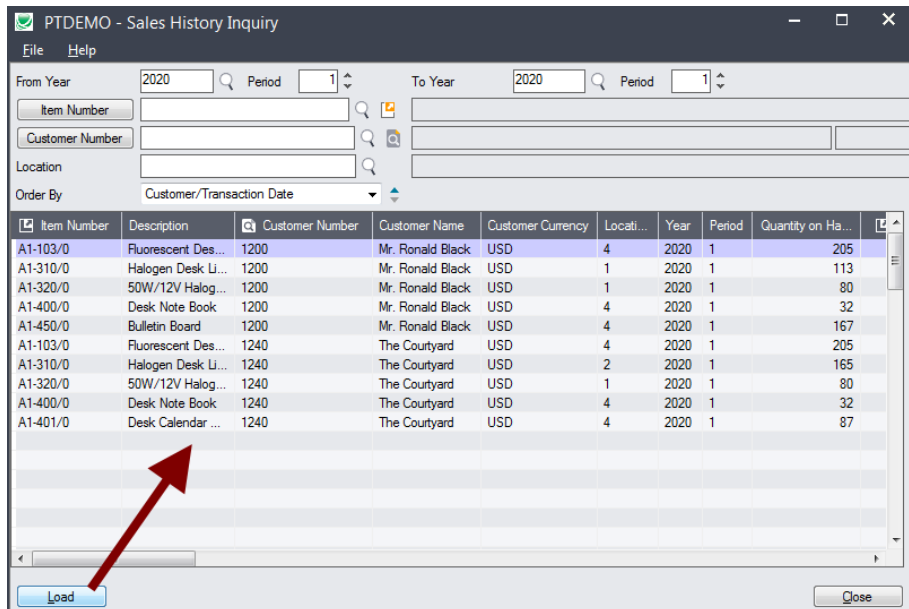 PTDEMO - Sales History Inquiry
File Help
From Year 2020 Period 1 To Year 2020 Period 1
Item Number
Customer Number
Location
Order By Customer/Transaction Date
Item Number Description Customer Number Customer Name Customer Currency Locati... Year Period Quantity on Ha...
A1-103/0 Fluorescent Des... 1200 Mr. Ronald Black USD 4 2020 1 205
A1-310/0 Halogen Desk Li... 1200 Mr. Ronald Black USD 1 2020 1 113
A1-320/0 50W/12V Halog... 1200 Mr. Ronald Black USD 1 2020 1 80
A1-400/0 Desk Note Book 1200 Mr. Ronald Black USD 4 2020 1 32
A1-450/0 Bulletin Board 1200 Mr. Ronald Black USD 4 2020 1 167
A1-103/0 Fluorescent Des... 1240 The Courtyard USD 4 2020 1 205
A1-310/0 Halogen Desk Li... 1240 The Courtyard USD 2 2020 1 165
A1-320/0 50W/12V Halog... 1240 The Courtyard USD 1 2020 1 80
A1-400/0 Desk Note Book 1240 The Courtyard USD 4 2020 1 32
A1-401/0 Desk Calendar ... 1240 The Courtyard USD 4 2020 1 87
Load Close